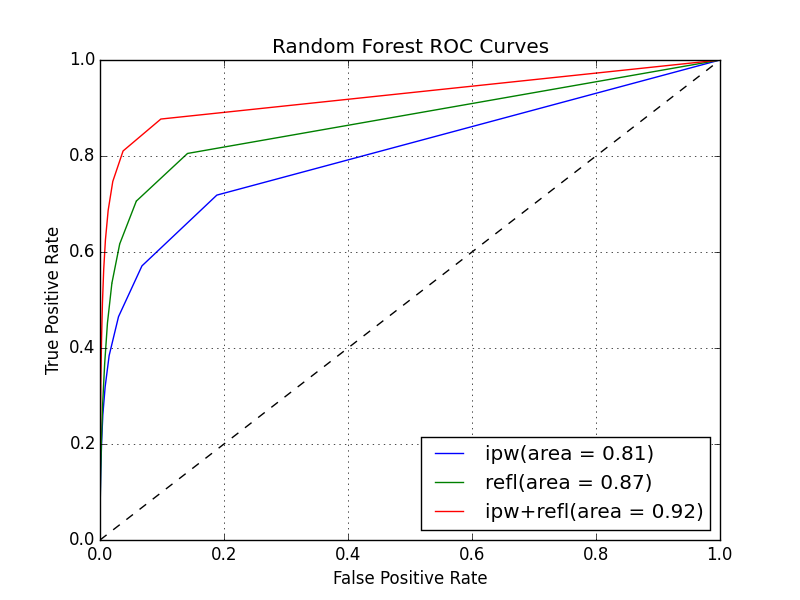 Random Forest ROC Curves
True Positive Rate
1.0
0.8
0.6
0.4
0.2
0.0
ipw(area = 0.81)
refl(area = 0.87)
ipw+refl(area = 0.92)
0.0 0.2 0.4 0.6 0.8 1.0
False Positive Rate